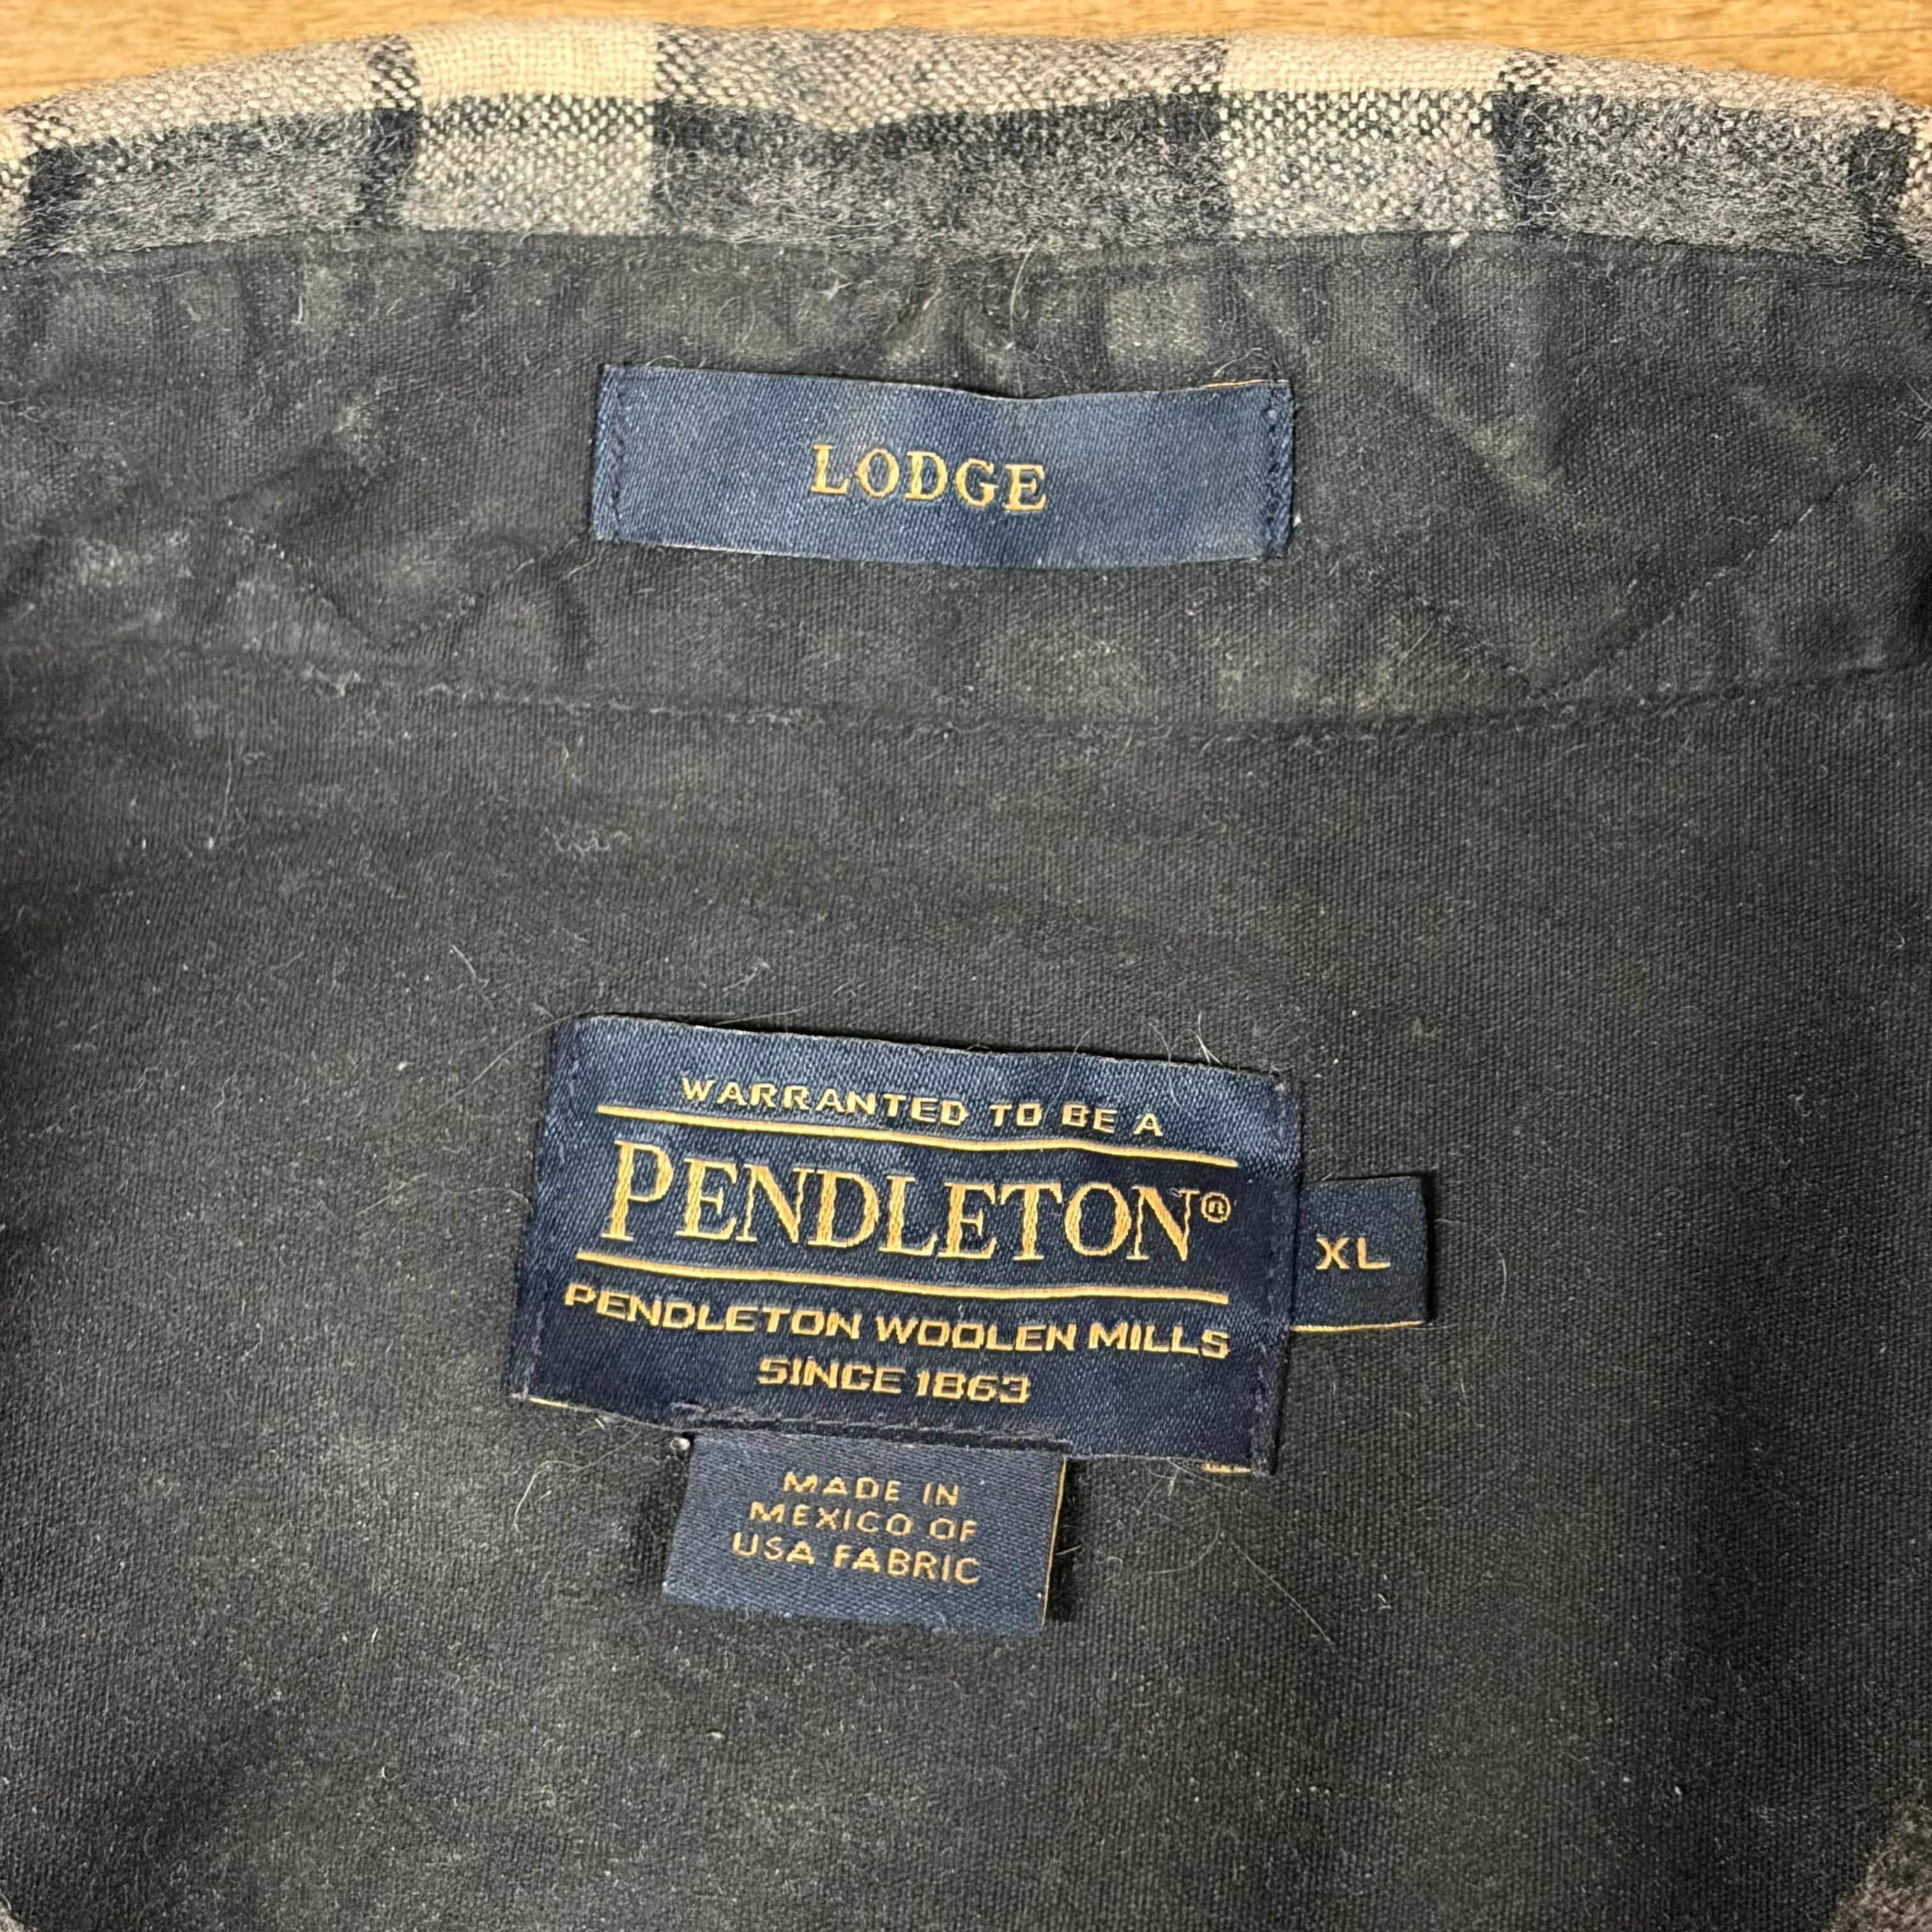 LODGE
WARRANTED TO BE A
PENDLETON®
PENDLETON WOOLEN MILLS
SINCE 1863
XL
MADE IN
MEXICO OF
USA FABRIC